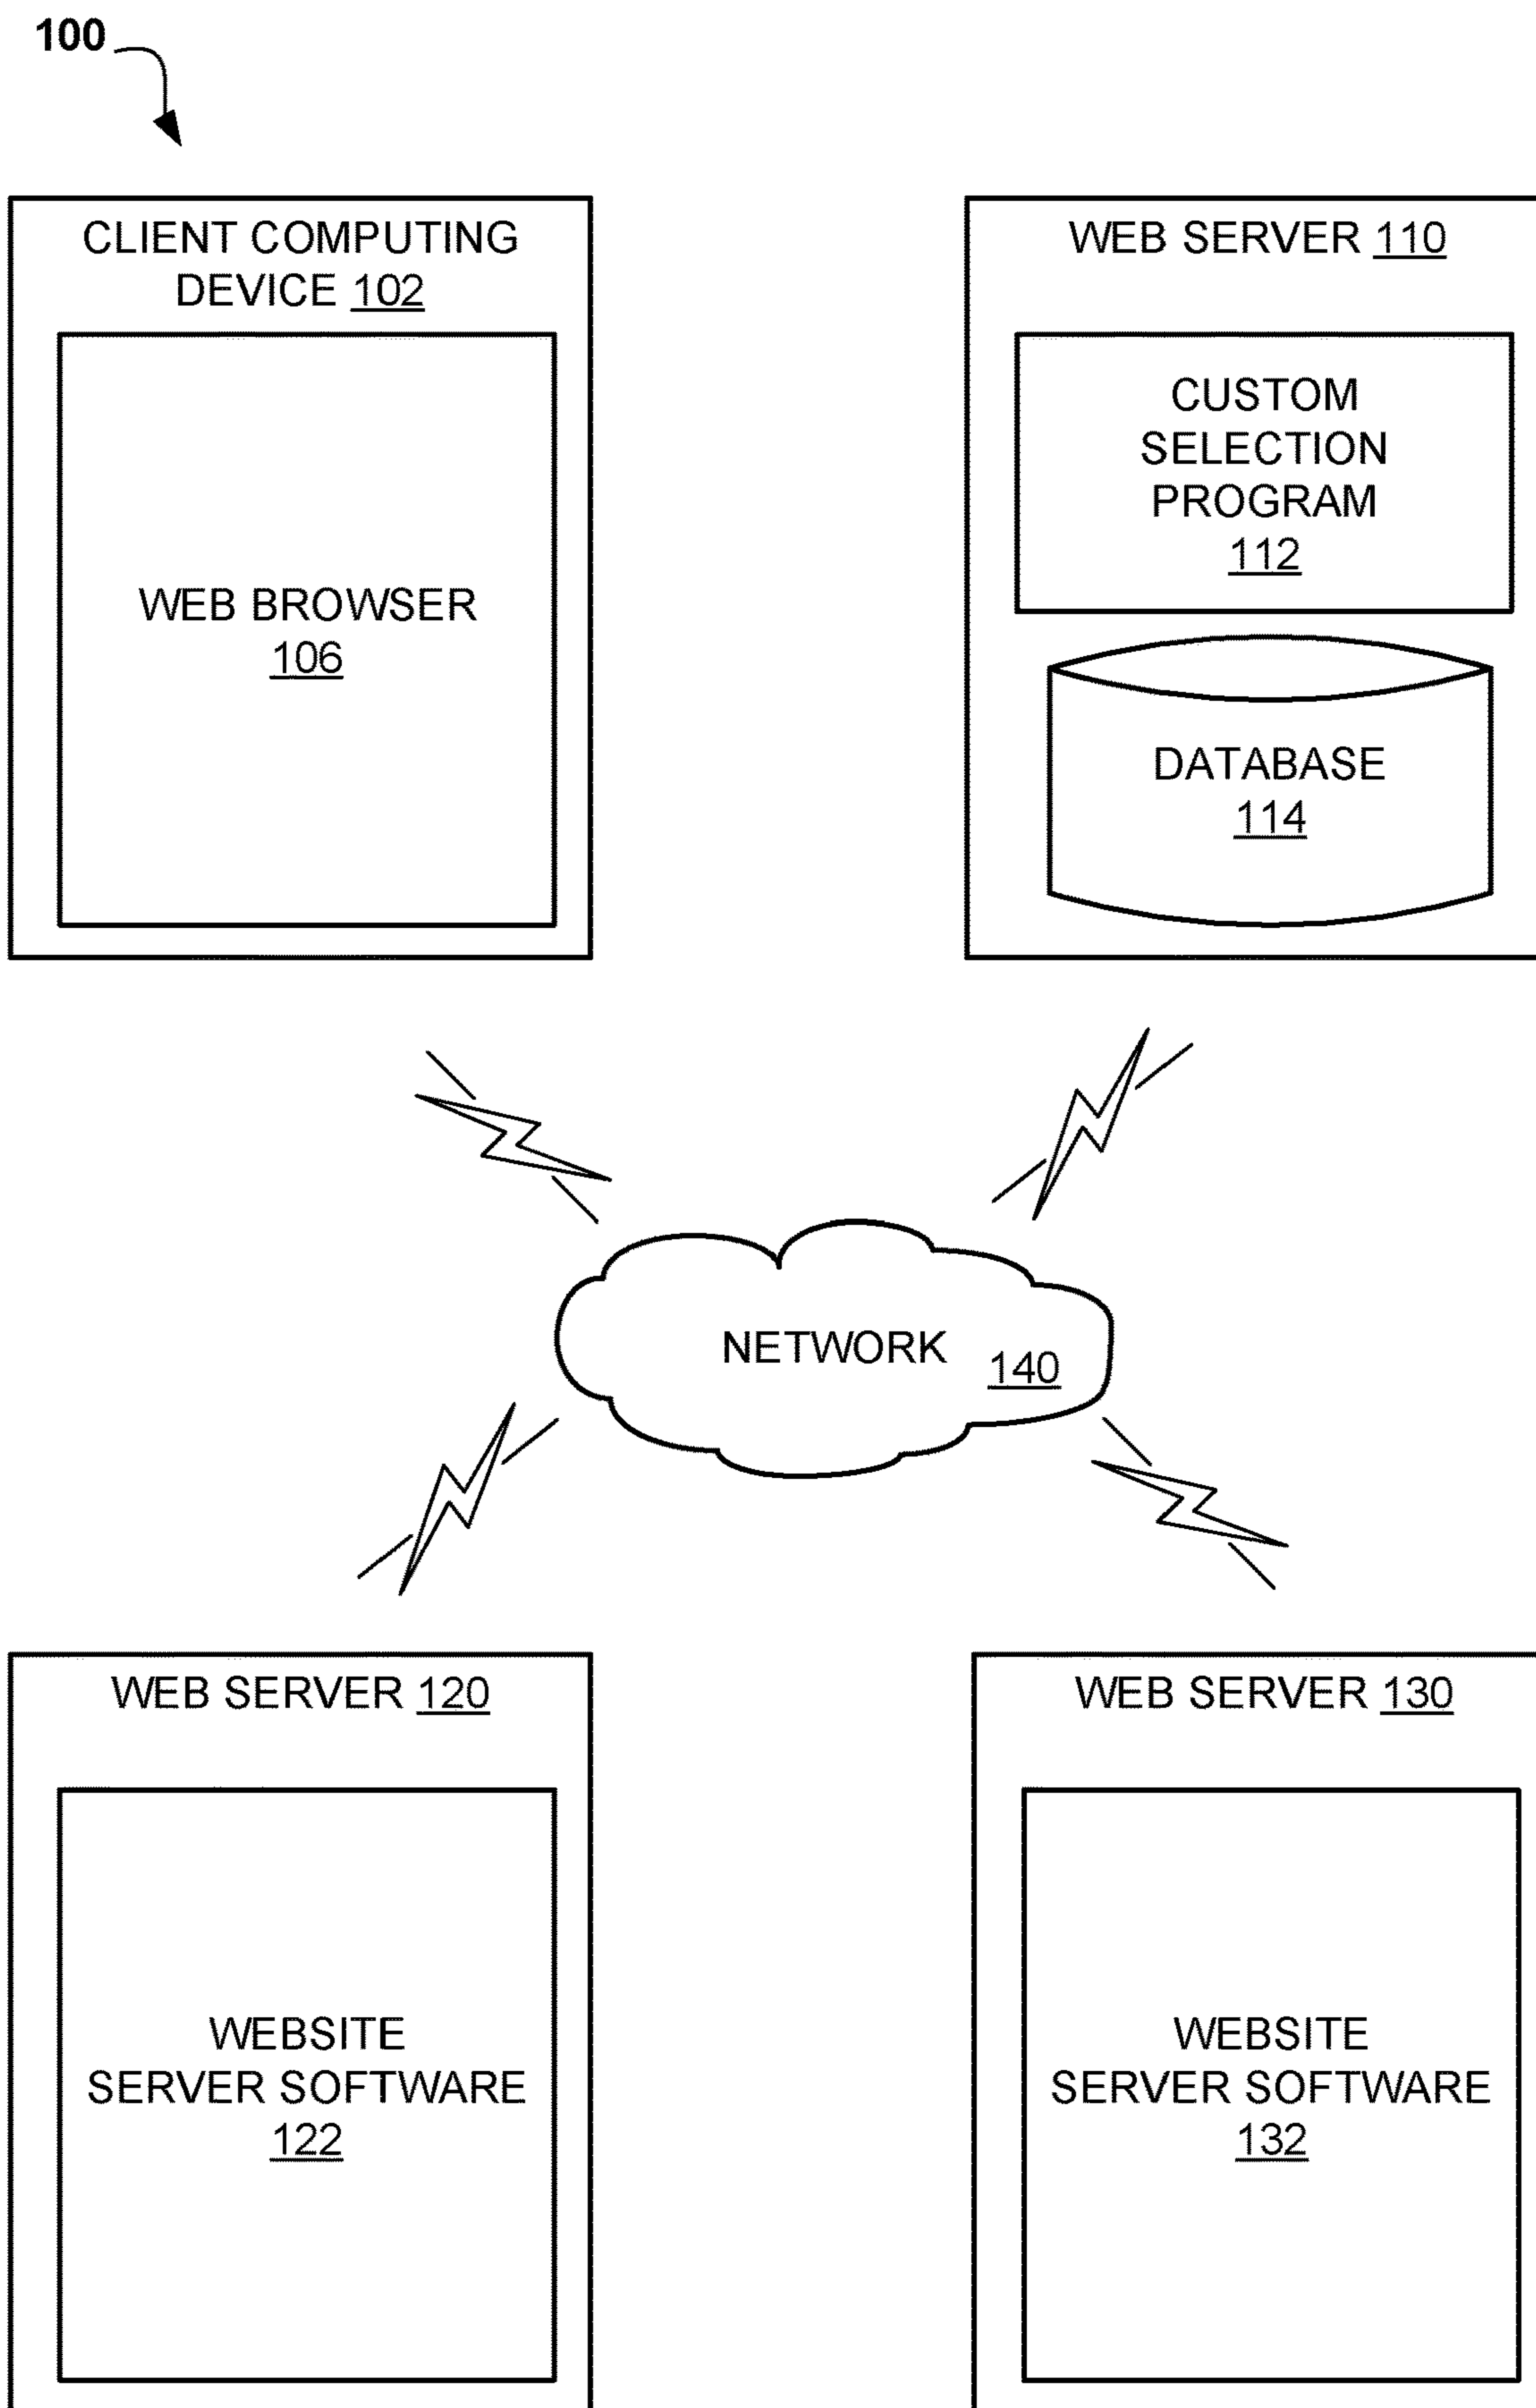 100
CLIENT COMPUTING
DEVICE 102
WEB BROWSER
106
WEB SERVER 110
CUSTOM
SELECTION
PROGRAM
112
DATABASE
114
NETWORK 140
WEB SERVER 120
WEBSITE
SERVER SOFTWARE
122
WEB SERVER 130
WEBSITE
SERVER SOFTWARE
132